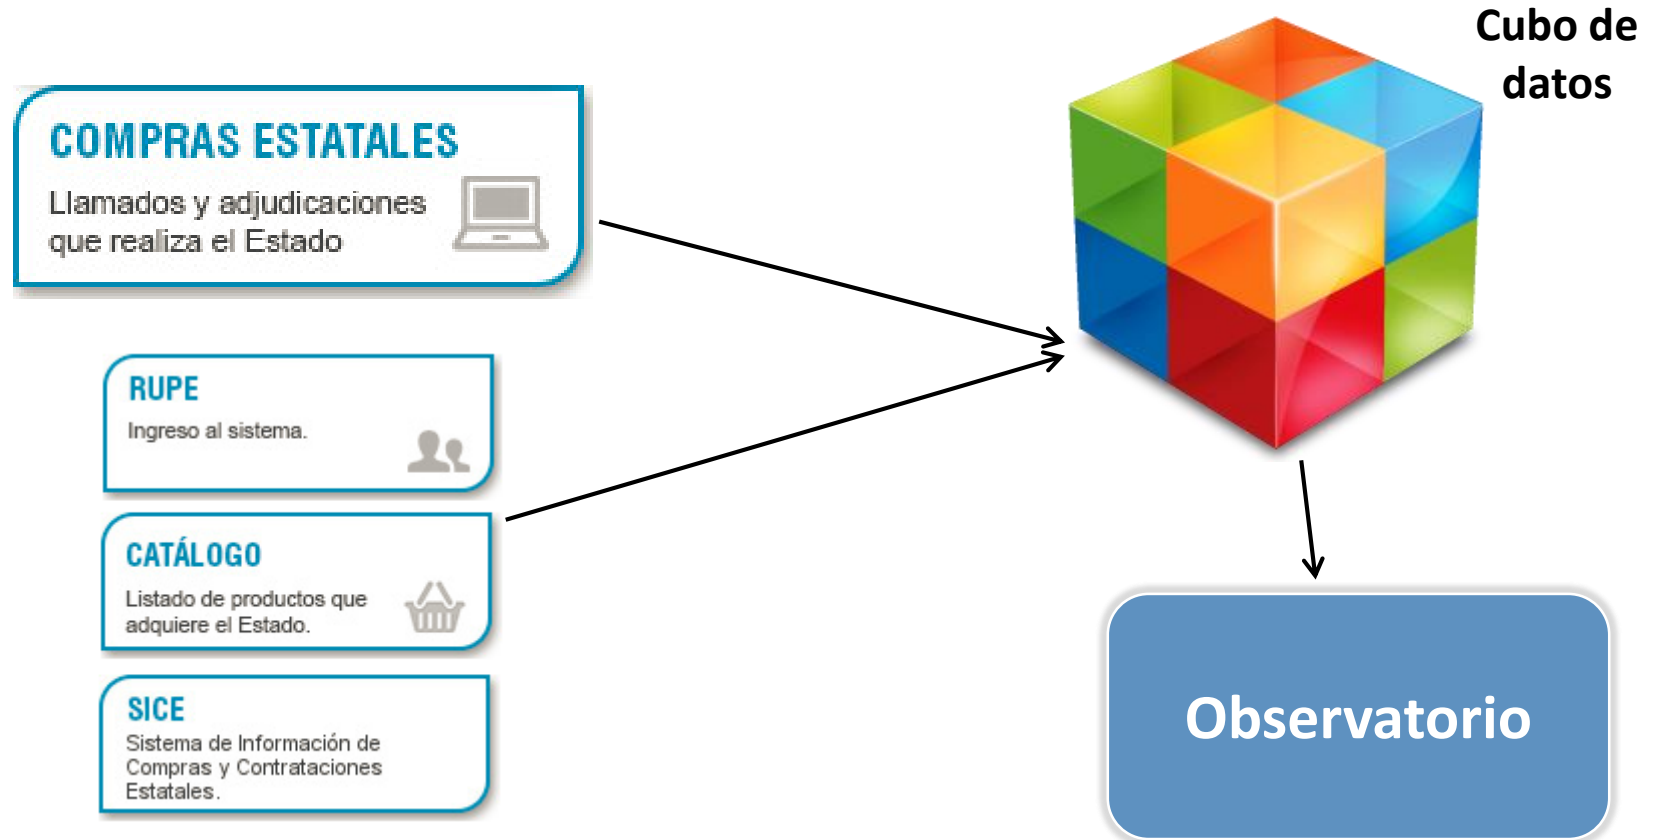 COMPRAS ESTATALES
Llamados y adjudicaciones
que realiza el Estado
RUPE
Ingreso al sistema.
CATÁLOGO
Listado de productos que
adquiere el Estado.
SICE
Sistema de Información de
Compras y Contrataciones
Estatales.
Cubo de
datos
Observatorio